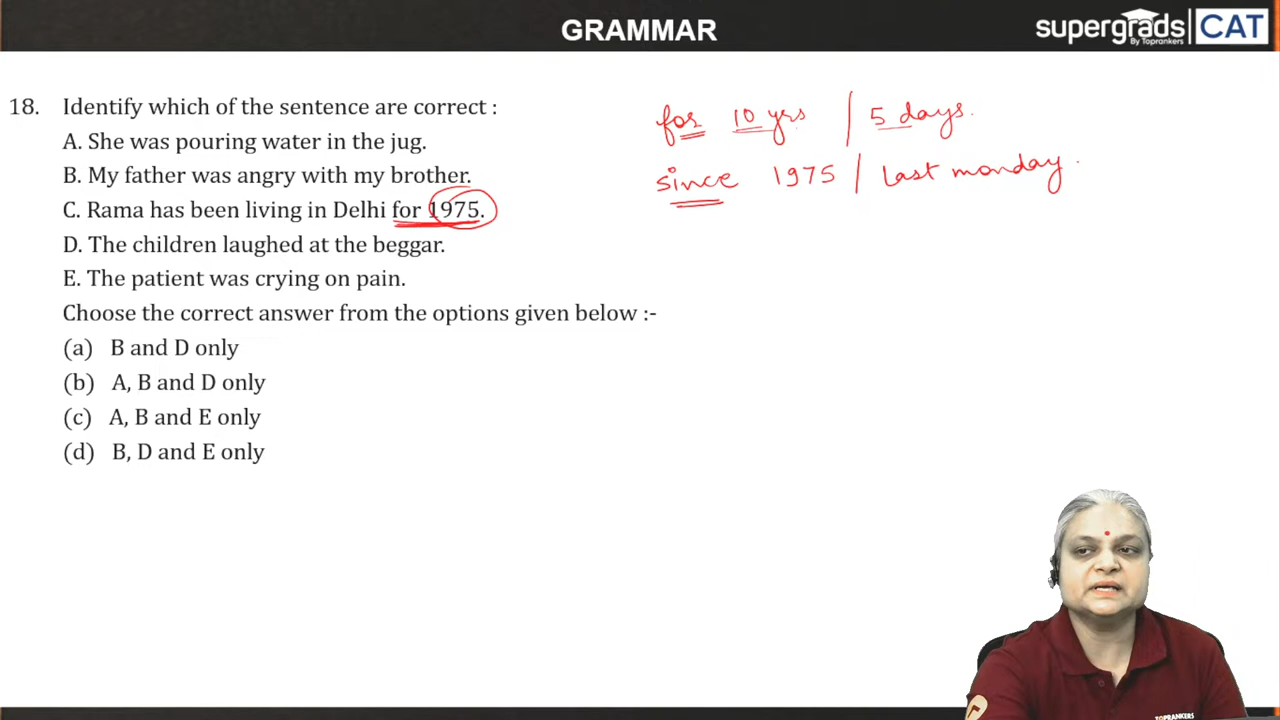 GRAMMAR
supergrads CAT
By Toprankers
18. Identify which of the sentence are correct :
A. She was pouring water in the jug.
B. My father was angry with my brother.
C. Rama has been living in Delhi for 1975.
D. The children laughed at the beggar.
E. The patient was crying on pain.
Choose the correct answer from the options given below :-
(a) B and D only
(b) A, B and D only
(c) A, B and E only
(d) B, D and E only
for 10 yrs | 5 days.
since 1975 | last monday.
TOPRANKERS